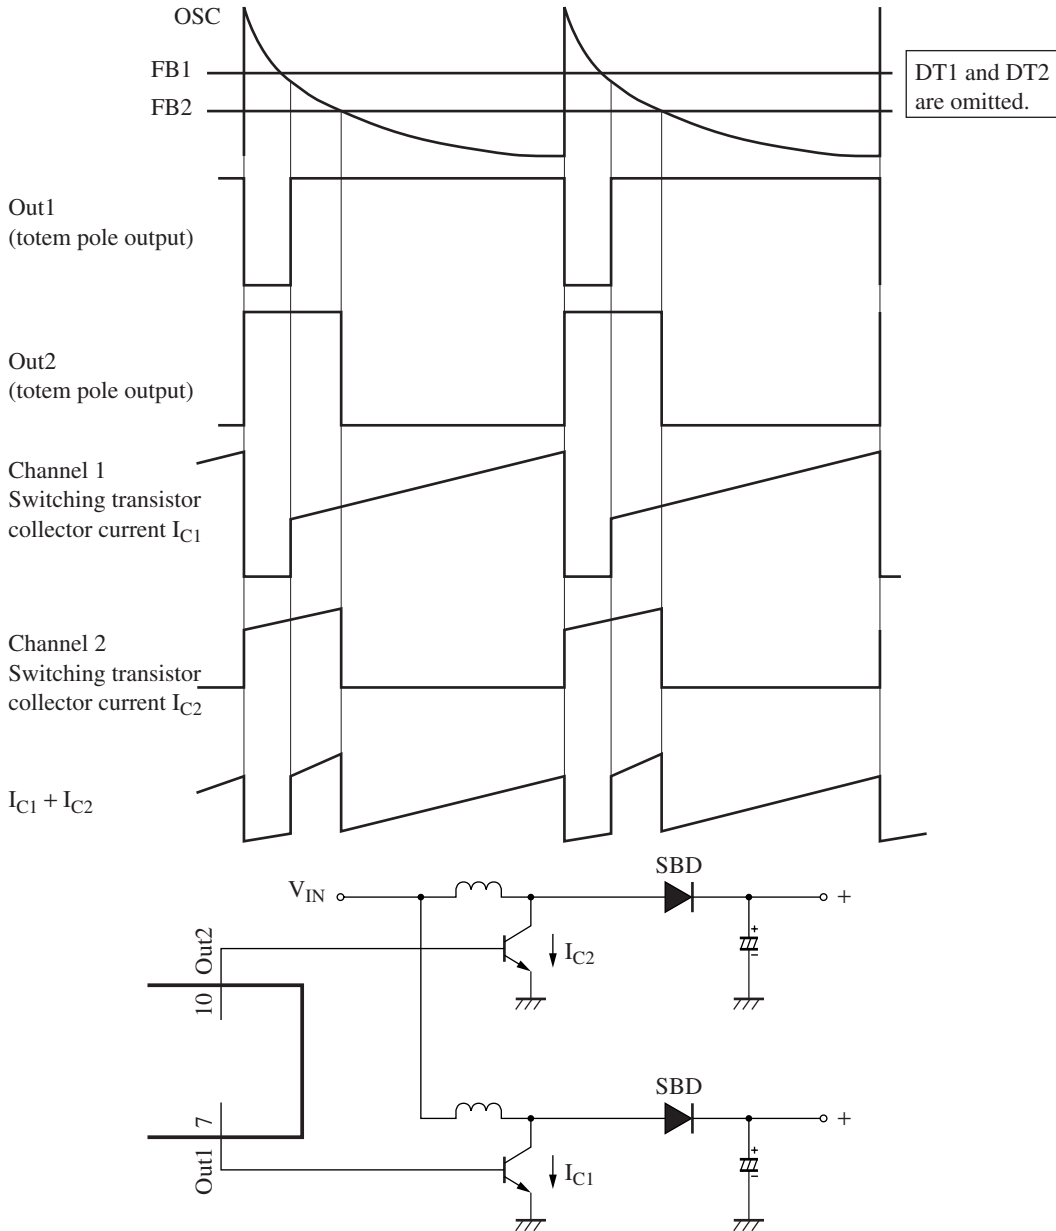 OSC
FB1
DT1 and DT2
are omitted.
FB2
Out1
(totem pole output)
Out2
(totem pole output)
Channel 1
Switching transistor
collector current IC1
Channel 2
Switching transistor
collector current IC2
IC1 + IC2
SBD
VIN
+
+
−
Out2
10
IC2
SBD
7
Out1
+
+
−
IC1